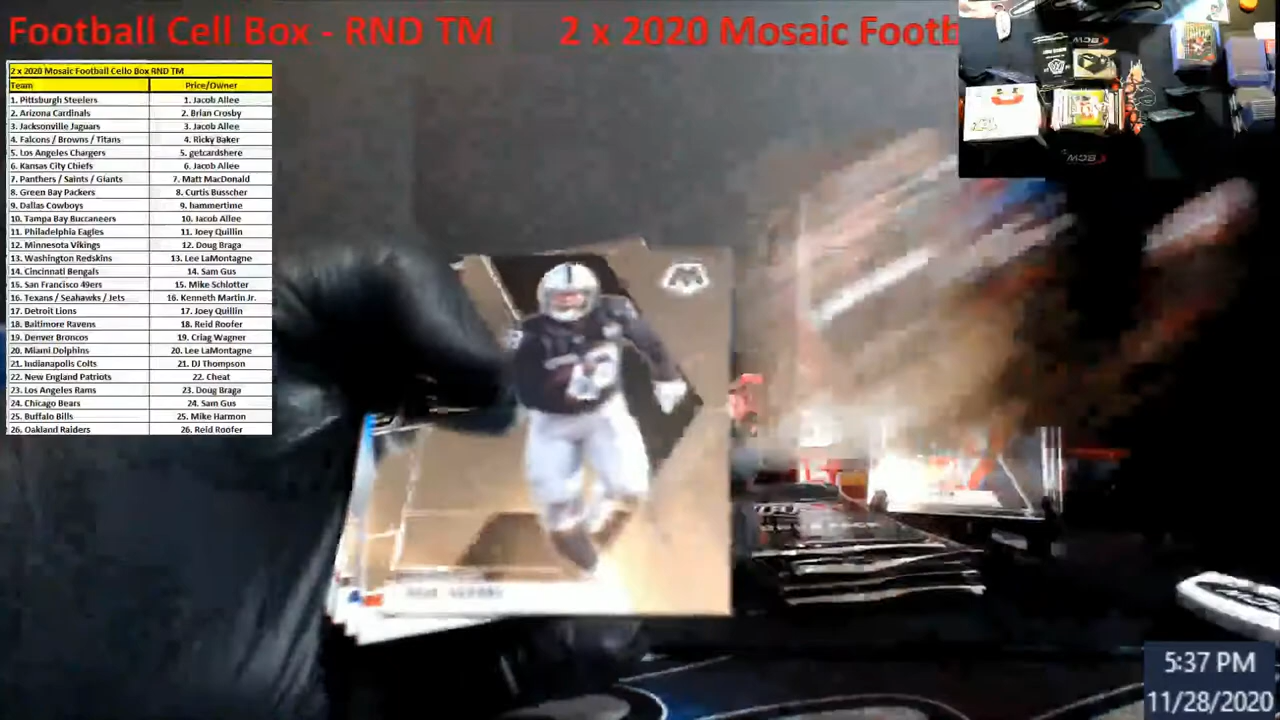 Football Cell Box - RND TM 2 x 2020 Mosaic Footb
2 x 2020 Mosaic Football Cello Box RND TM
Team Price/Owner
1. Pittsburgh Steelers 1. Jacob Allee
2. Arizona Cardinals 2. Brian Crosby
3. Jacksonville Jaguars 3. Jacob Allee
4. Falcons / Browns / Titans 4. Ricky Baker
5. Los Angeles Chargers 5. getcardshere
6. Kansas City Chiefs 6. Jacob Allee
7. Panthers / Saints / Giants 7. Matt MacDonald
8. Green Bay Packers 8. Curtis Busscher
9. Dallas Cowboys 9. hammertime
10. Tampa Bay Buccaneers 10. Jacob Allee
11. Philadelphia Eagles 11. Joey Quillin
12. Minnesota Vikings 12. Doug Braga
13. Washington Redskins 13. Lee LaMontagne
14. Cincinnati Bengals 14. Sam Gus
15. San Francisco 49ers 15. Mike Schlotter
16. Texans / Seahawks / Jets 16. Kenneth Martin Jr.
17. Detroit Lions 17. Joey Quillin
18. Baltimore Ravens 18. Reid Roofer
19. Denver Broncos 19. Criag Wagner
20. Miami Dolphins 20. Lee LaMontagne
21. Indianapolis Colts 21. DJ Thompson
22. New England Patriots 22. Cheat
23. Los Angeles Rams 23. Doug Braga
24. Chicago Bears 24. Sam Gus
25. Buffalo Bills 25. Mike Harmon
26. Oakland Raiders 26. Reid Roofer
BCW
BCW
5:37 PM
11/28/2020